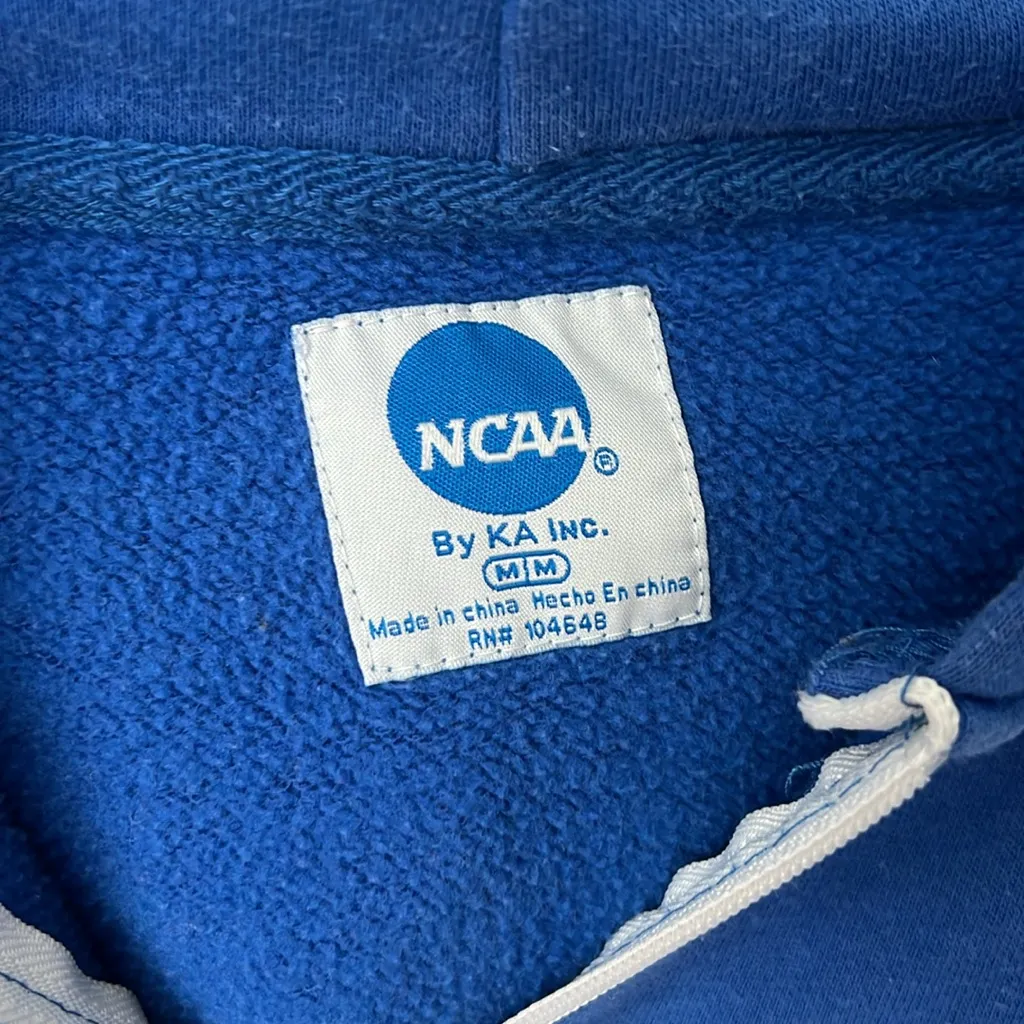 NCAA®
By KA Inc.
M M
Made in china Hecho En china
RN# 104648